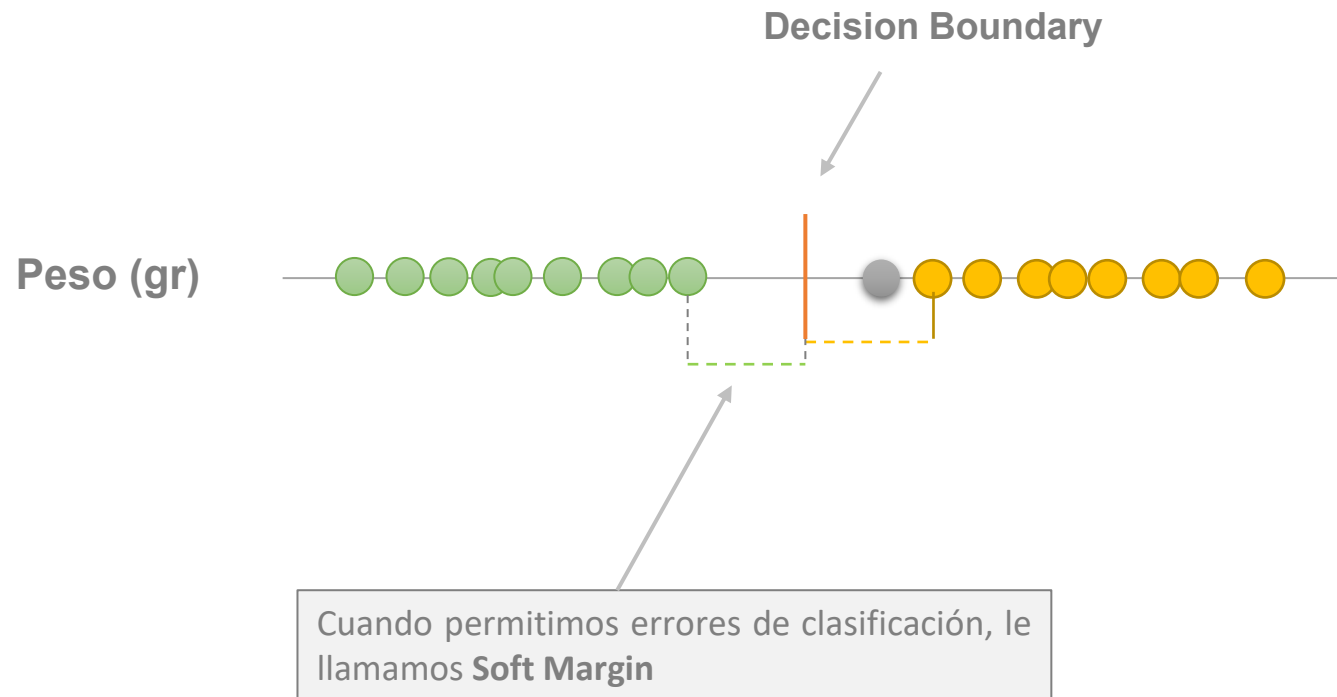 Decision Boundary
Peso (gr)
Cuando permitimos errores de clasificación, le
llamamos Soft Margin